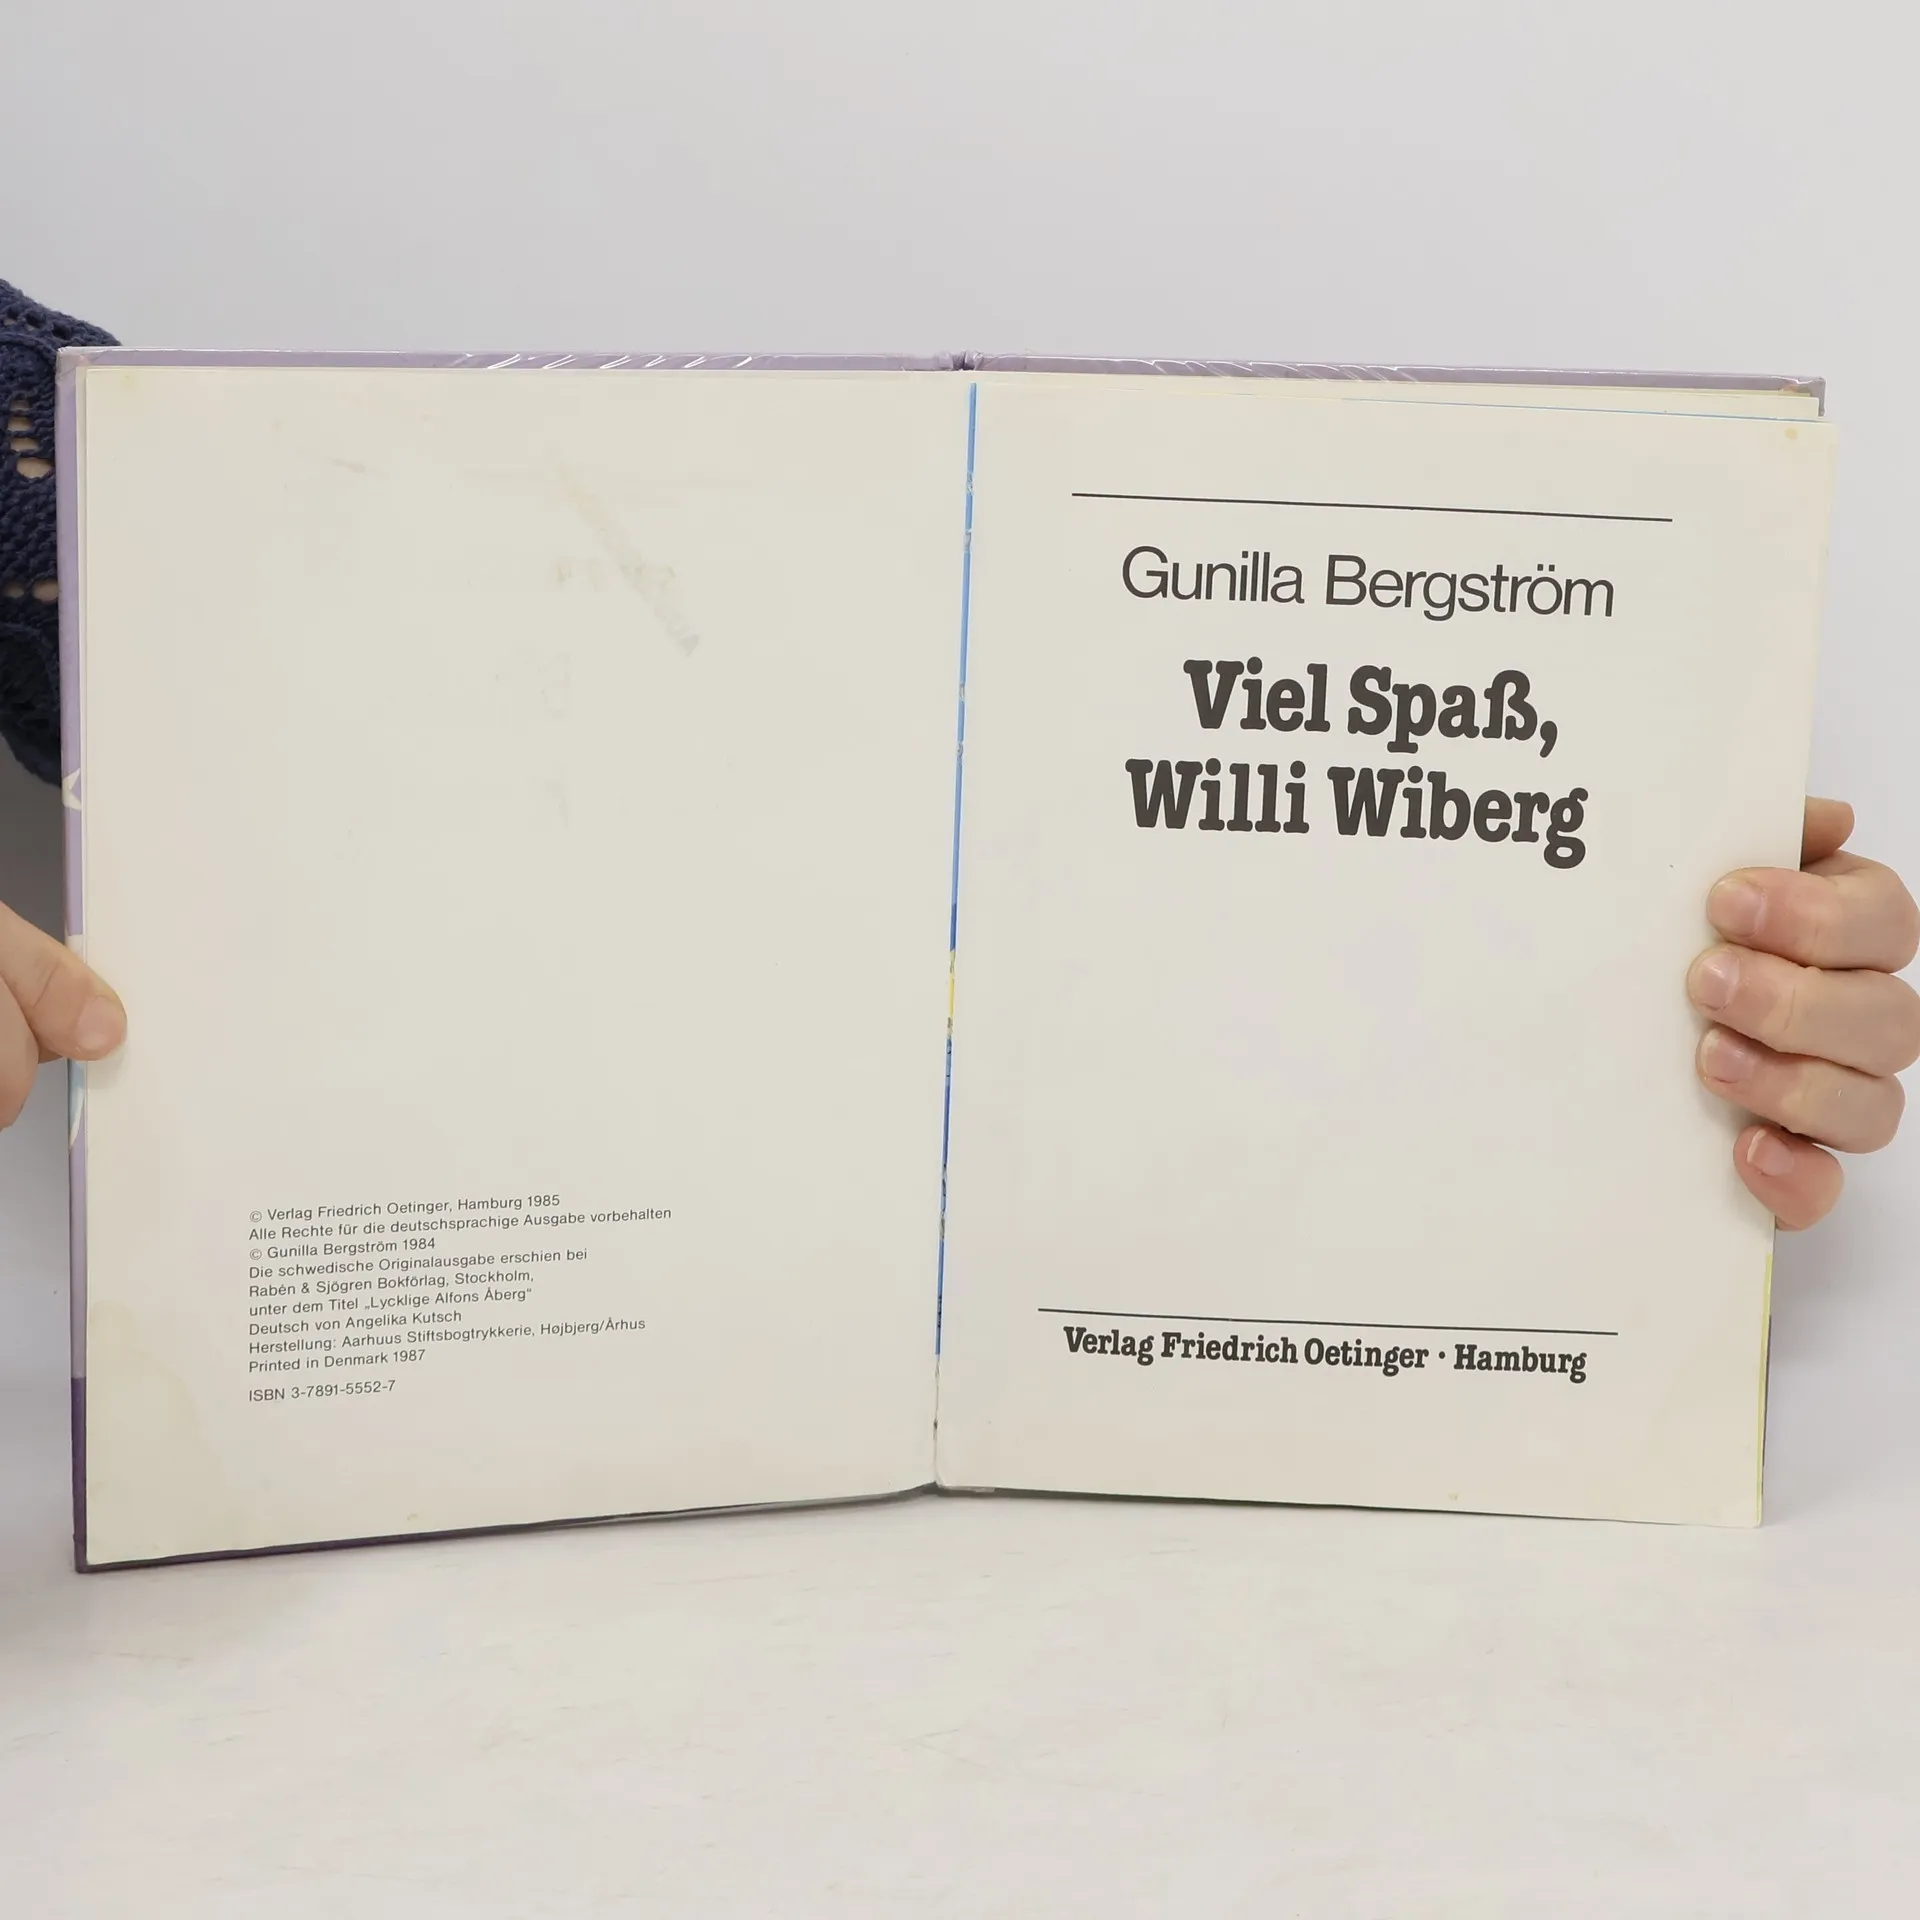 © Verlag Friedrich Oetinger, Hamburg 1985
Alle Rechte für die deutschsprachige Ausgabe vorbehalten
© Gunilla Bergström 1984
Die schwedische Originalausgabe erschien bei
Rabén & Sjögren Bokförlag, Stockholm,
unter dem Titel „Lycklige Alfons Åberg“
Deutsch von Angelika Kutsch
Herstellung: Aarhuus Stiftsbogtrykkerie, Højbjerg/Århus
Printed in Denmark 1987
ISBN 3-7891-5552-7
Gunilla Bergström
Viel Spaß,
Willi Wiberg
Verlag Friedrich Oetinger · Hamburg